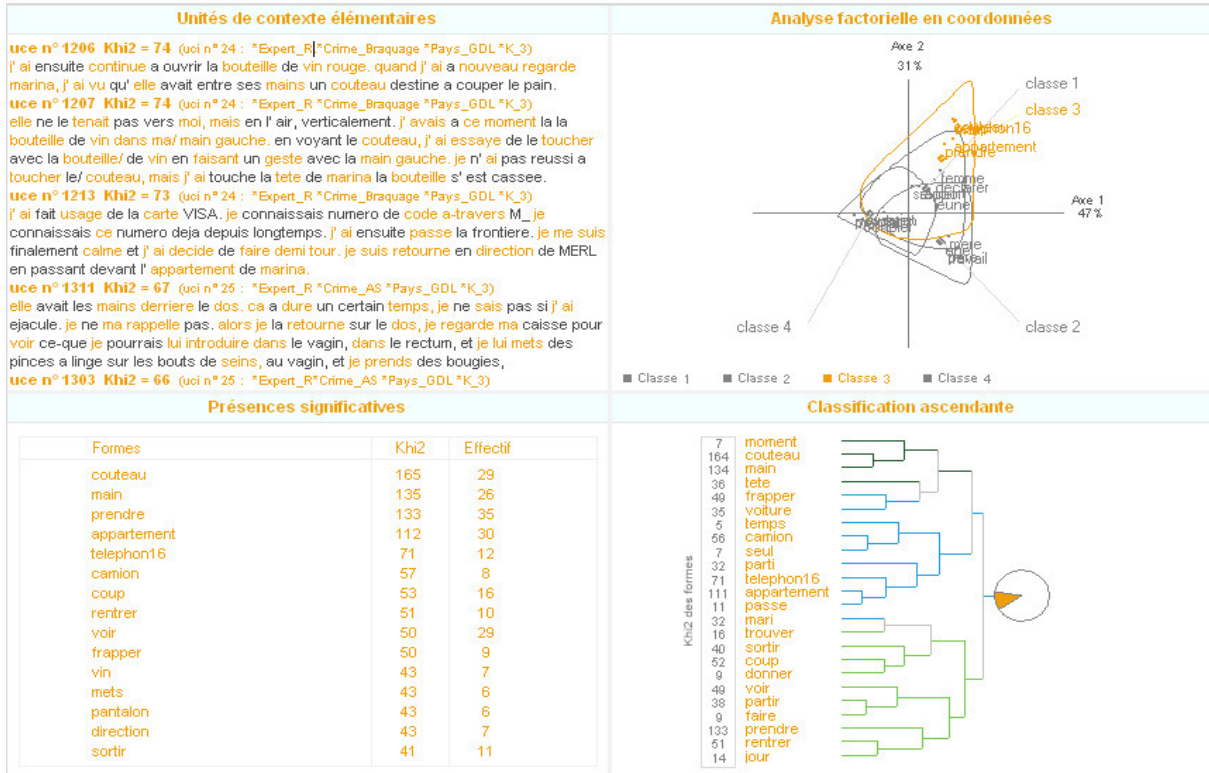 Unités de contexte élémentaires
uce n° 1206 Khi2 = 74 (uci n° 24 : *Expert_R *Crime_Braquage *Pays_GDL *K_3)
j' ai ensuite continue a ouvrir la bouteille de vin rouge. quand j' ai a nouveau regarde
marina, j' ai vu qu' elle avait entre ses mains un couteau destine a couper le pain.
uce n° 1207 Khi2 = 74 (uci n° 24 : *Expert_R *Crime_Braquage *Pays_GDL *K_3)
elle ne le tenait pas vers moi, mais en l' air, verticalement. j' avais a ce moment la la
bouteille de vin dans ma/ main gauche. en voyant le couteau, j' ai essaye de le toucher
avec la bouteille/ de vin en faisant un geste avec la main gauche. je n' ai pas reussi a
toucher le/ couteau, mais j' ai touche la tete de marina la bouteille s' est cassee.
uce n° 1213 Khi2 = 73 (uci n° 24 : *Expert_R *Crime_Braquage *Pays_GDL *K_3)
j' ai fait usage de la carte VISA. je connaissais numero de code a-travers M_ je
connaissais ce numero deja depuis longtemps. j' ai ensuite passe la frontiere. je me suis
finalement calme et j' ai decide de faire demi tour. je suis retourne en direction de MERL
en passant devant l' appartement de marina.
uce n° 1311 Khi2 = 67 (uci n° 25 : *Expert_R *Crime_AS *Pays_GDL *K_3)
elle avait les mains derriere le dos. ca a dure un certain temps, je ne sais pas si j' ai
ejacule. je ne ma rappelle pas. alors je la retourne sur le dos, je regarde ma caisse pour
voir ce-que je pourrais lui introduire dans le vagin, dans le rectum, et je lui mets des
pinces a linge sur les bouts de seins, au vagin, et je prends des bougies,
uce n° 1303 Khi2 = 66 (uci n° 25 : *Expert_R*Crime_AS *Pays_GDL *K_3)
Analyse factorielle en coordonnées
Axe 2
31 %
classe 1
classe 3
telephon16
appartement
prendre
femme
declarer
jeune
Axe 1
47 %
mere
pere
travail
classe 4
classe 2
Classe 1 Classe 2 Classe 3 Classe 4
Présences significatives
Formes Khi2 Effectif
couteau 165 29
main 135 26
prendre 133 35
appartement 112 30
telephon16 71 12
camion 57 8
coup 53 16
rentrer 51 10
voir 50 29
frapper 50 9
vin 43 7
mets 43 6
pantalon 43 6
direction 43 7
sortir 41 11
Classification ascendante
Khi2 des formes
7 moment
164 couteau
134 main
36 tete
49 frapper
35 voiture
5 temps
56 camion
7 seul
32 parti
71 telephon16
111 appartement
11 passe
32 mari
16 trouver
40 sortir
52 coup
9 donner
49 voir
38 partir
9 faire
133 prendre
51 rentrer
14 jour